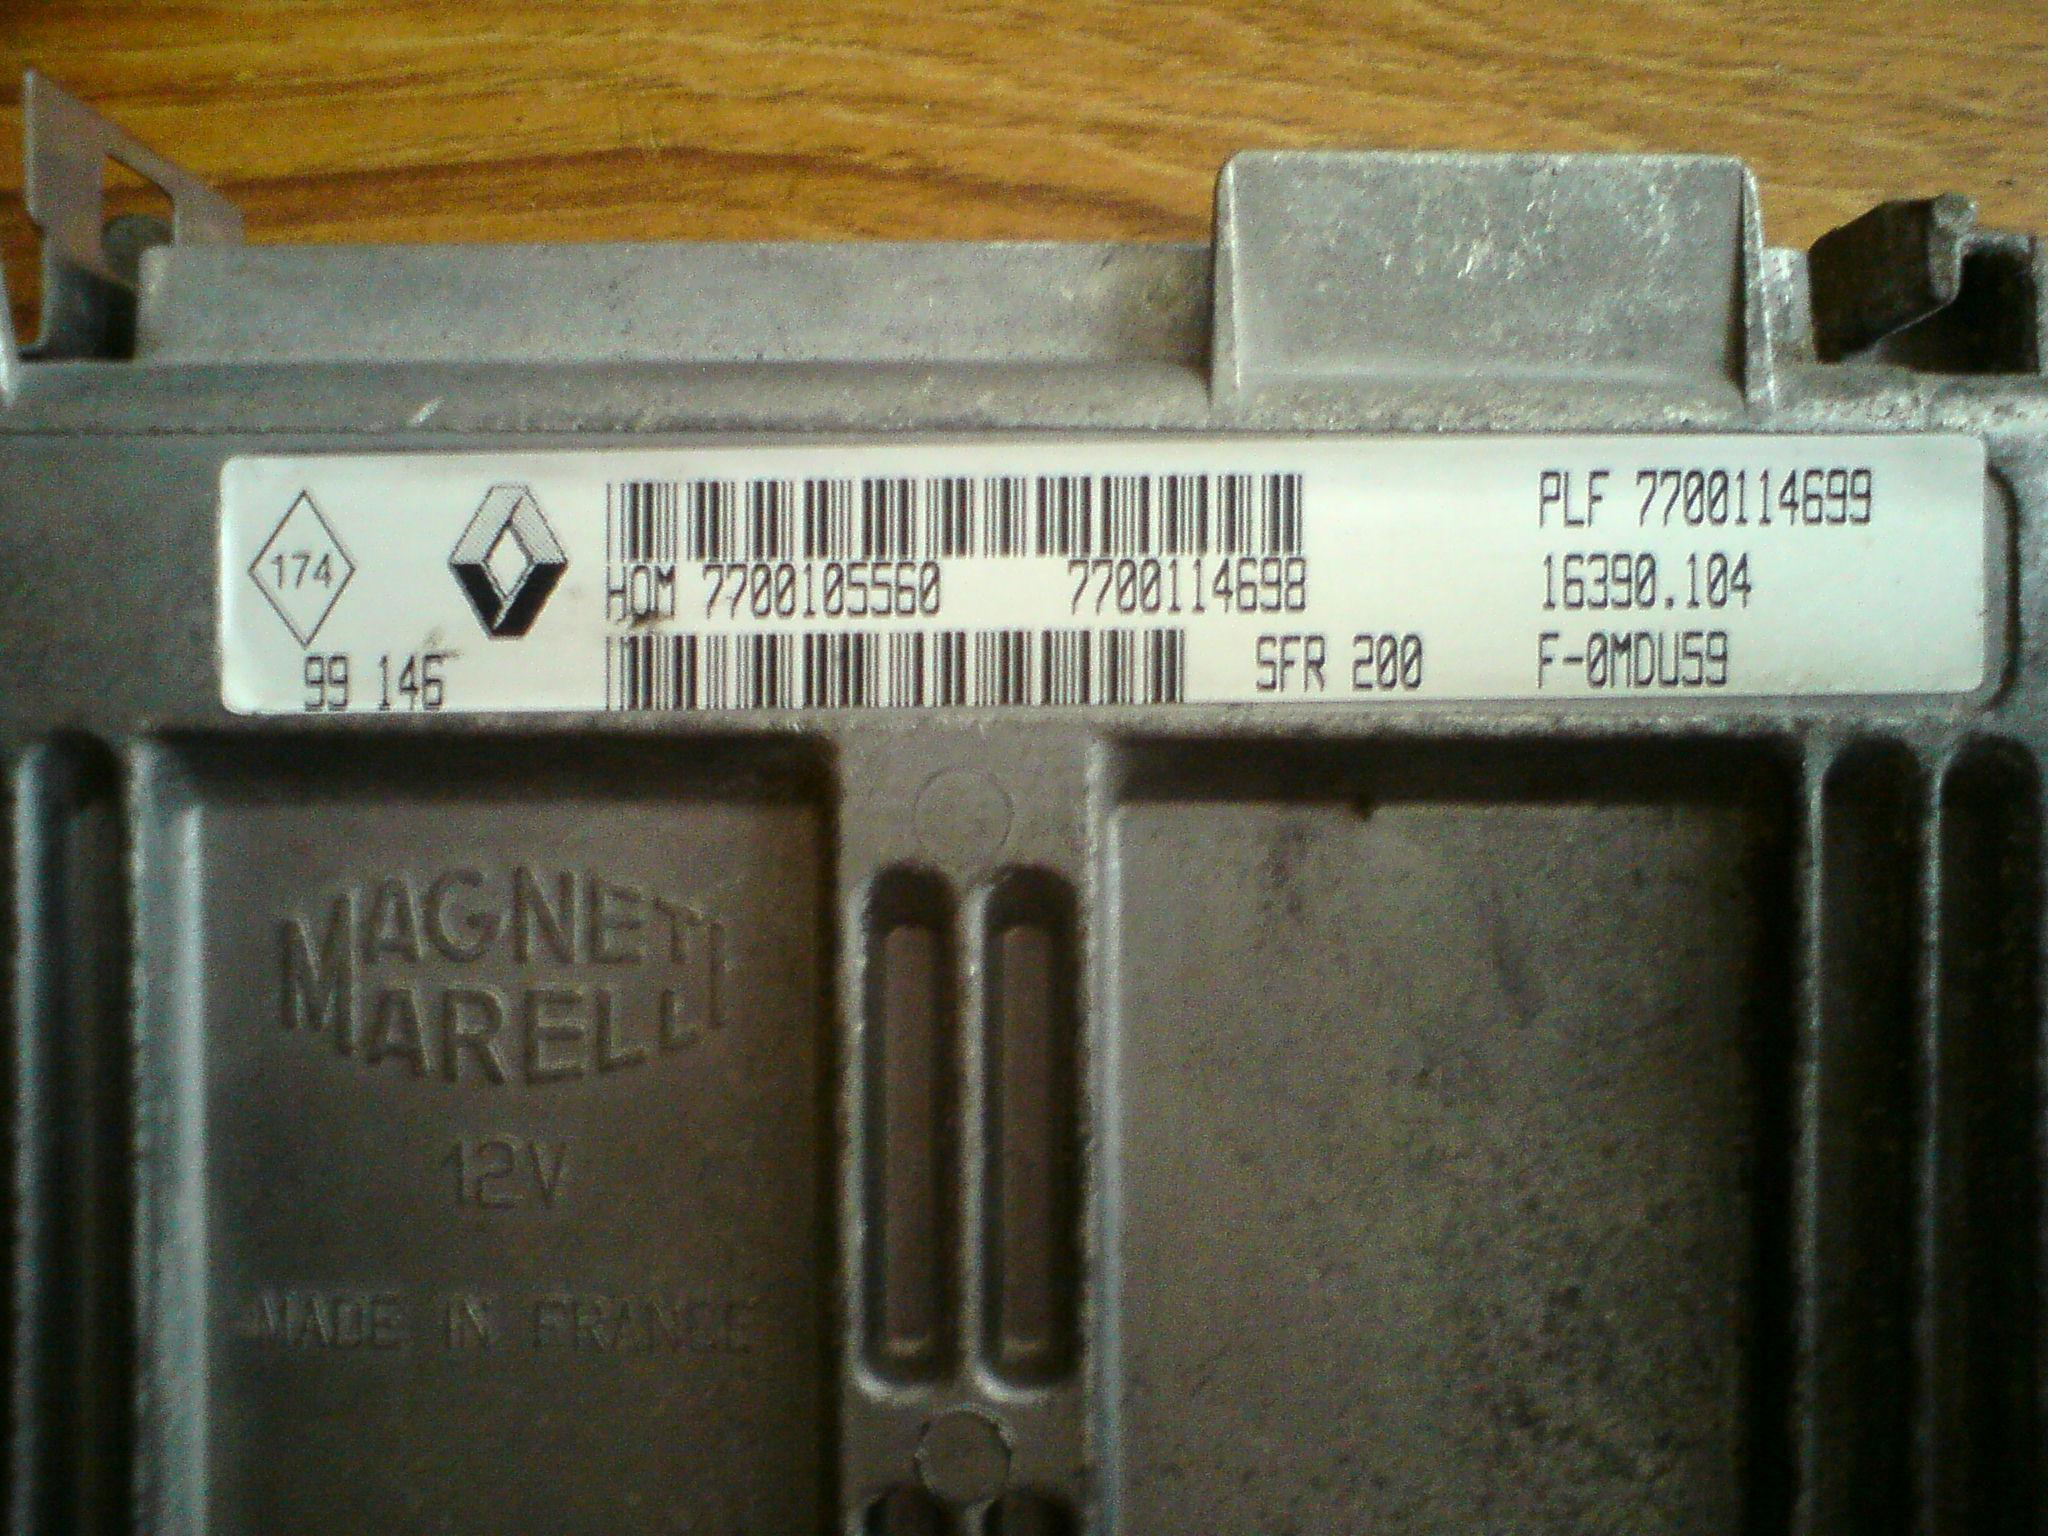 PLF 7700114699
174
HOM 7700105560 7700114698
16390.104
99 146
SFR 200
F-0MDU59
MAGNETI
MARELLI
12V
MADE IN FRANCE